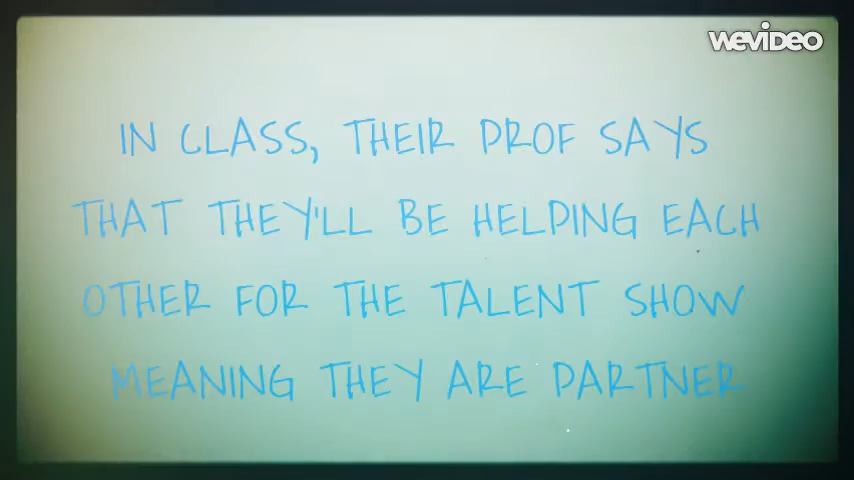 WEVIDEO
IN CLASS, THEIR PROF SAYS
THAT THEY'LL BE HELPING EACH
OTHER FOR THE TALENT SHOW
MEANING THEY ARE PARTNER